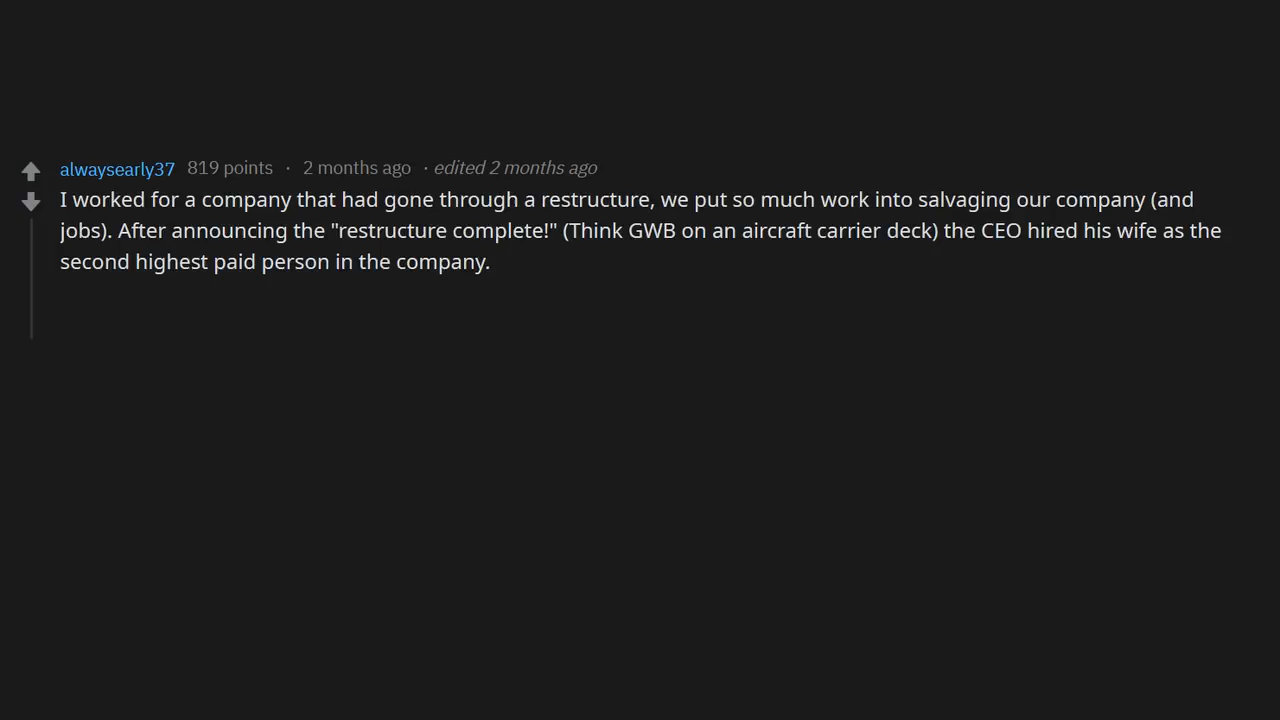 alwaysearly37 819 points · 2 months ago · edited 2 months ago
I worked for a company that had gone through a restructure, we put so much work into salvaging our company (and
jobs). After announcing the "restructure complete!" (Think GWB on an aircraft carrier deck) the CEO hired his wife as the
second highest paid person in the company.